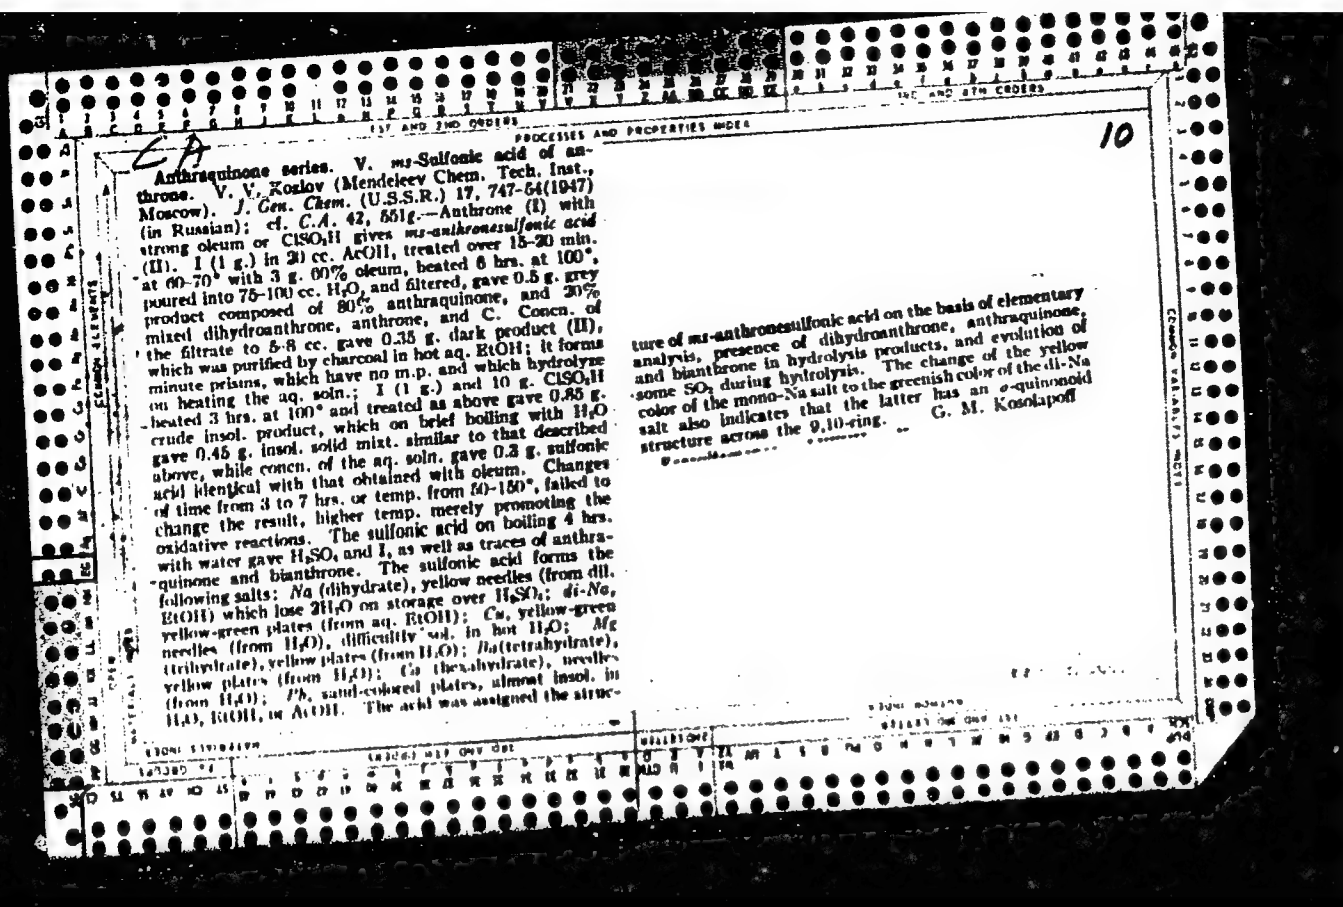 1ST AND 2ND ORDERS
PROCESSES AND PROPERTIES INDEX
3RD AND 4TH ORDERS
CA
10
Anthraquinone series. V. ms-Sulfonic acid of an-
throne. V. V. Kozlov (Mendeleev Chem. Tech. Inst.,
Moscow). J. Gen. Chem. (U.S.S.R.) 17, 747-54(1947)
(in Russian); cf. C.A. 42, 551g.—Anthrone (I) with
strong oleum or ClSO₃H gives ms-anthronesulfonic acid
(II). I (1 g.) in 20 cc. AcOH, treated over 15-20 min.
at 60-70° with 3 g. 60% oleum, heated 6 hrs. at 100°,
poured into 75-100 cc. H₂O, and filtered, gave 0.5 g. grey
product composed of 80% anthraquinone, and 20%
mixed dihydroanthrone, anthrone, and C. Concn. of
the filtrate to 5-8 cc. gave 0.35 g. dark product (II),
which was purified by charcoal in hot aq. EtOH; it forms
minute prisms, which have no m.p. and which hydrolyze
on heating the aq. soln.; I (1 g.) and 10 g. ClSO₃H
heated 3 hrs. at 100° and treated as above gave 0.85 g.
crude insol. product, which on brief boiling with H₂O
gave 0.45 g. insol. solid mixt. similar to that described
above, while concn. of the aq. soln. gave 0.3 g. sulfonic
acid identical with that obtained with oleum. Changes
of time from 3 to 7 hrs. or temp. from 50-150°, failed to
change the result, higher temp. merely promoting the
oxidative reactions. The sulfonic acid on boiling 4 hrs.
with water gave H₂SO₄ and I, as well as traces of anthra-
quinone and bianthrone. The sulfonic acid forms the
following salts: Na (dihydrate), yellow needles (from dil.
EtOH) which lose 2H₂O on storage over H₂SO₄; di-Na,
yellow-green plates (from aq. EtOH); Cu, yellow-green
needles (from H₂O), difficultly sol. in hot H₂O; Mg
(trihydrate), yellow plates (from H₂O); Ba(tetrahydrate),
yellow plates (from H₂O); Ca (hexahydrate), needles
(from H₂O); Pb, sand-colored plates, almost insol. in
H₂O, EtOH, or AcOH. The acid was assigned the struc-
ture of ms-anthronesulfonic acid on the basis of elementary
analysis, presence of dihydroanthrone, anthraquinone,
and bianthrone in hydrolysis products, and evolution of
some SO₂ during hydrolysis. The change of the yellow
color of the mono-Na salt to the greenish color of the di-Na
salt also indicates that the latter has an o-quinonoid
structure across the 9,10-ring. G. M. Kosolapoff
COMMON ELEMENTS
COMMON VARIABLES INDEX
MATERIALS INDEX